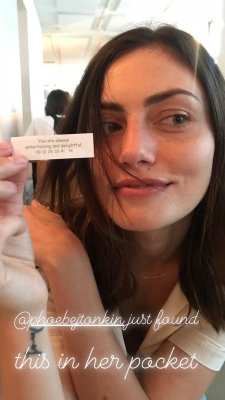 You are always
entertaining and delightful.
@phoebejtonkin just found
this in her pocket